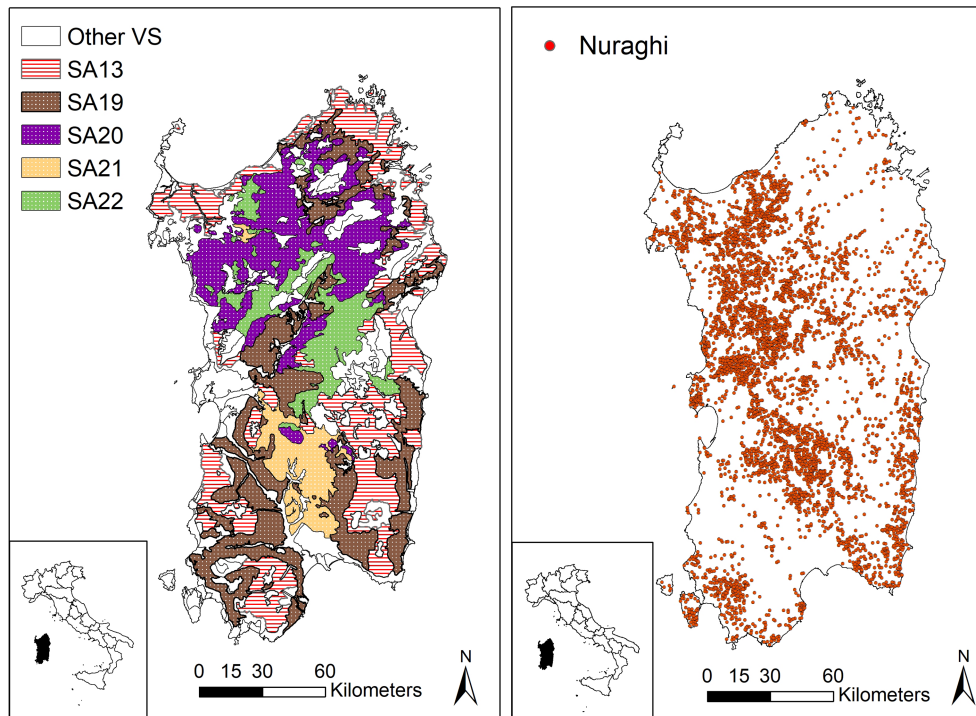 Other VS
SA13
SA19
SA20
SA21
SA22
N
0 15 30 60
Kilometers
Nuraghi
N
0 15 30 60
Kilometers